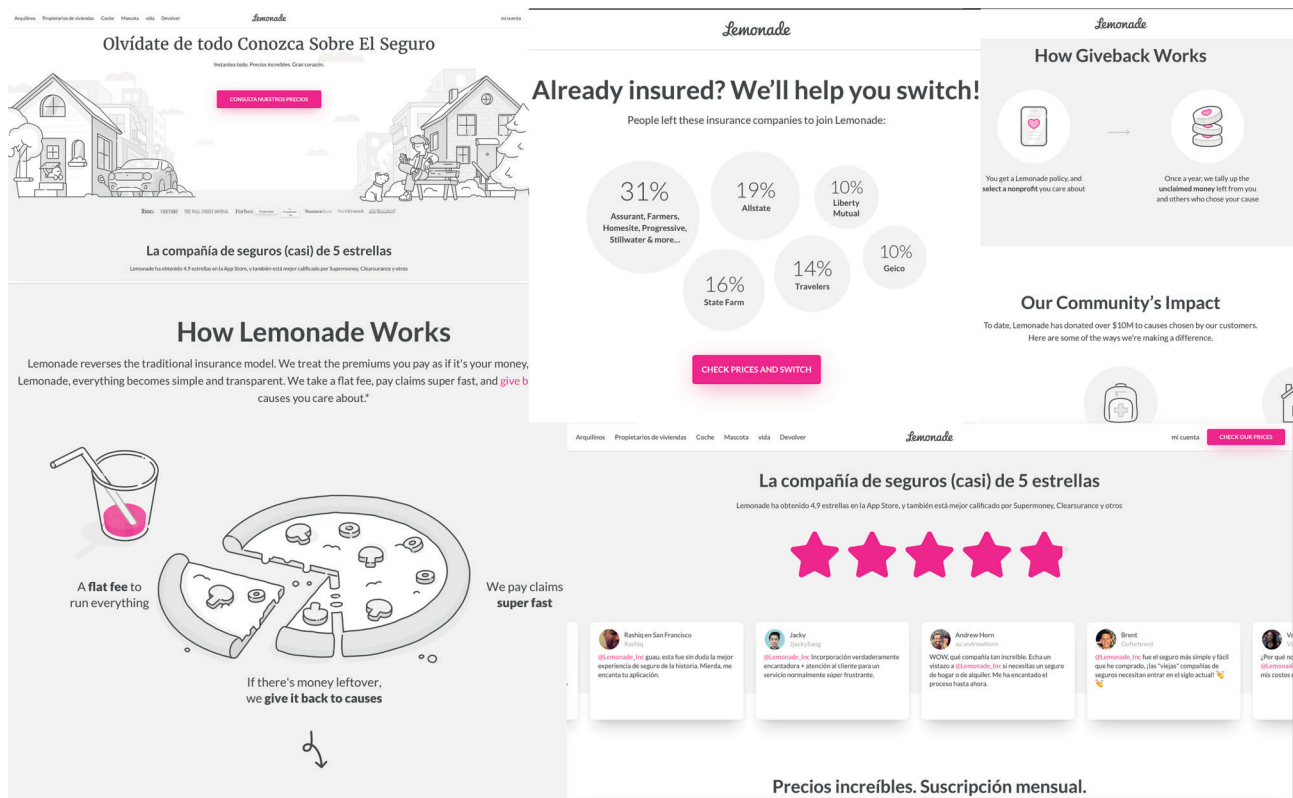 Arquilinos Propietarios de viviendas Coche Mascota vida Devolver
Lemonade
mi cuenta
Olvídate de todo Conozca Sobre El Seguro
Instantea todo. Precios increíbles. Gran corazón.
CONSULTA NUESTROS PRECIOS
Inc. FORTUNE THE WALL STREET JOURNAL Forbes VentureBeat TechCrunch
La compañía de seguros (casi) de 5 estrellas
Lemonade ha obtenido 4,9 estrellas en la App Store, y también está mejor calificado por Supermoney, Clearsurance y otros
How Lemonade Works
Lemonade reverses the traditional insurance model. We treat the premiums you pay as if it's your money,
Lemonade, everything becomes simple and transparent. We take a flat fee, pay claims super fast, and give b
causes you care about.*
A flat fee to
run everything
We pay claims
super fast
If there's money leftover,
we give it back to causes
Lemonade
Already insured? We'll help you switch!
People left these insurance companies to join Lemonade:
31%
Assurant, Farmers,
Homesite, Progressive,
Stillwater & more...
19%
Allstate
10%
Liberty
Mutual
16%
State Farm
14%
Travelers
10%
Geico
CHECK PRICES AND SWITCH
Lemonade
How Giveback Works
You get a Lemonade policy, and
select a nonprofit you care about
Once a year, we tally up the
unclaimed money left from you
and others who chose your cause
Our Community's Impact
To date, Lemonade has donated over $10M to causes chosen by our customers.
Here are some of the ways we're making a difference.
Arquilinos Propietarios de viviendas Coche Mascota vida Devolver
Lemonade
mi cuenta
CHECK OUR PRICES
La compañía de seguros (casi) de 5 estrellas
Lemonade ha obtenido 4,9 estrellas en la App Store, y también está mejor calificado por Supermoney, Clearsurance y otros
Rashiq en San Francisco
Rashiq
@Lemonade_Inc guau, esta fue sin duda la mejor
experiencia de seguro de la historia. Mierda, me
encanta tu aplicación.
Jacky
Jjackyliang
@Lemonade_Inc Incorporación verdaderamente
encantadora + atención al cliente para un
servicio normalmente súper frustrante.
Andrew Horn
su andrewhorn
WOW, qué compañía tan increíble. Echa un
vistazo a @Lemonade_Inc si necesitas un seguro
de hogar o de alquiler. Me ha encantado el
proceso hasta ahora.
Brent
Goforbrent
@Lemonade_Inc fue el seguro más simple y fácil
que he comprado, ¡las "viejas" compañías de
seguros necesitan entrar en el siglo actual! 👏
👏
Va
¿Por qué no
@Lemonad
mis costos
Precios increíbles. Suscripción mensual.